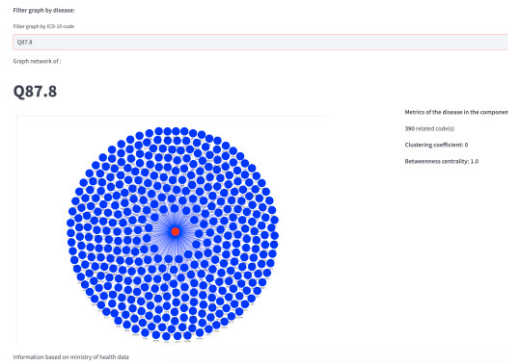 Filter graph by disease:
Filter graph by ICD-10 code
Q87.8
Graph network of :
Q87.8
Metrics of the disease in the componen
390 related code(s)
Clustering coefficient: 0
Betweenness centrality: 1.0
Information based on ministry of health data